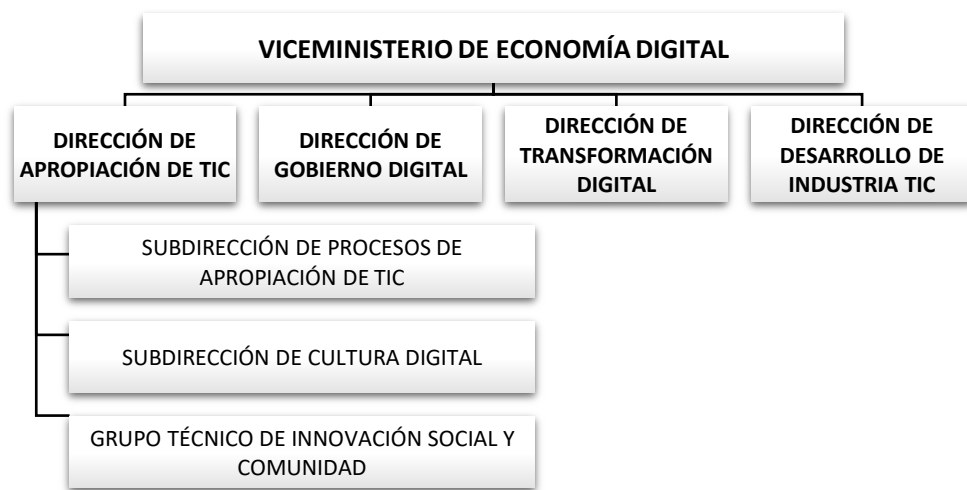 VICEMINISTERIO DE ECONOMÍA DIGITAL
DIRECCIÓN DE
APROPIACIÓN DE TIC
DIRECCIÓN DE
GOBIERNO DIGITAL
DIRECCIÓN DE
TRANSFORMACIÓN
DIGITAL
DIRECCIÓN DE
DESARROLLO DE
INDUSTRIA TIC
SUBDIRECCIÓN DE PROCESOS DE
APROPIACIÓN DE TIC
SUBDIRECCIÓN DE CULTURA DIGITAL
GRUPO TÉCNICO DE INNOVACIÓN SOCIAL Y
COMUNIDAD